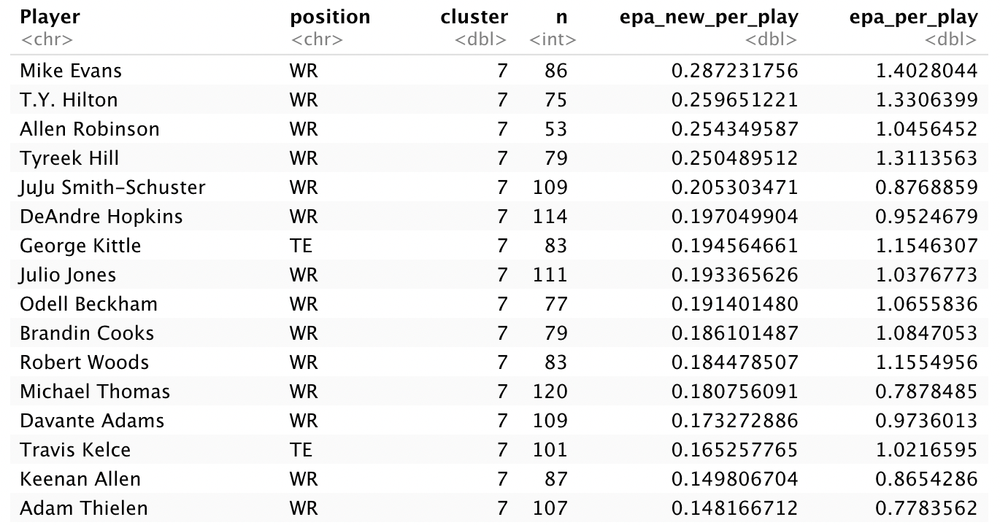 Player position cluster n epa_new_per_play epa_per_play
<chr> <chr> <dbl> <int> <dbl> <dbl>
Mike Evans WR 7 86 0.287231756 1.4028044
T.Y. Hilton WR 7 75 0.259651221 1.3306399
Allen Robinson WR 7 53 0.254349587 1.0456452
Tyreek Hill WR 7 79 0.250489512 1.3113563
JuJu Smith-Schuster WR 7 109 0.205303471 0.8768859
DeAndre Hopkins WR 7 114 0.197049904 0.9524679
George Kittle TE 7 83 0.194564661 1.1546307
Julio Jones WR 7 111 0.193365626 1.0376773
Odell Beckham WR 7 77 0.191401480 1.0655836
Brandin Cooks WR 7 79 0.186101487 1.0847053
Robert Woods WR 7 83 0.184478507 1.1554956
Michael Thomas WR 7 120 0.180756091 0.7878485
Davante Adams WR 7 109 0.173272886 0.9736013
Travis Kelce TE 7 101 0.165257765 1.0216595
Keenan Allen WR 7 87 0.149806704 0.8654286
Adam Thielen WR 7 107 0.148166712 0.7783562